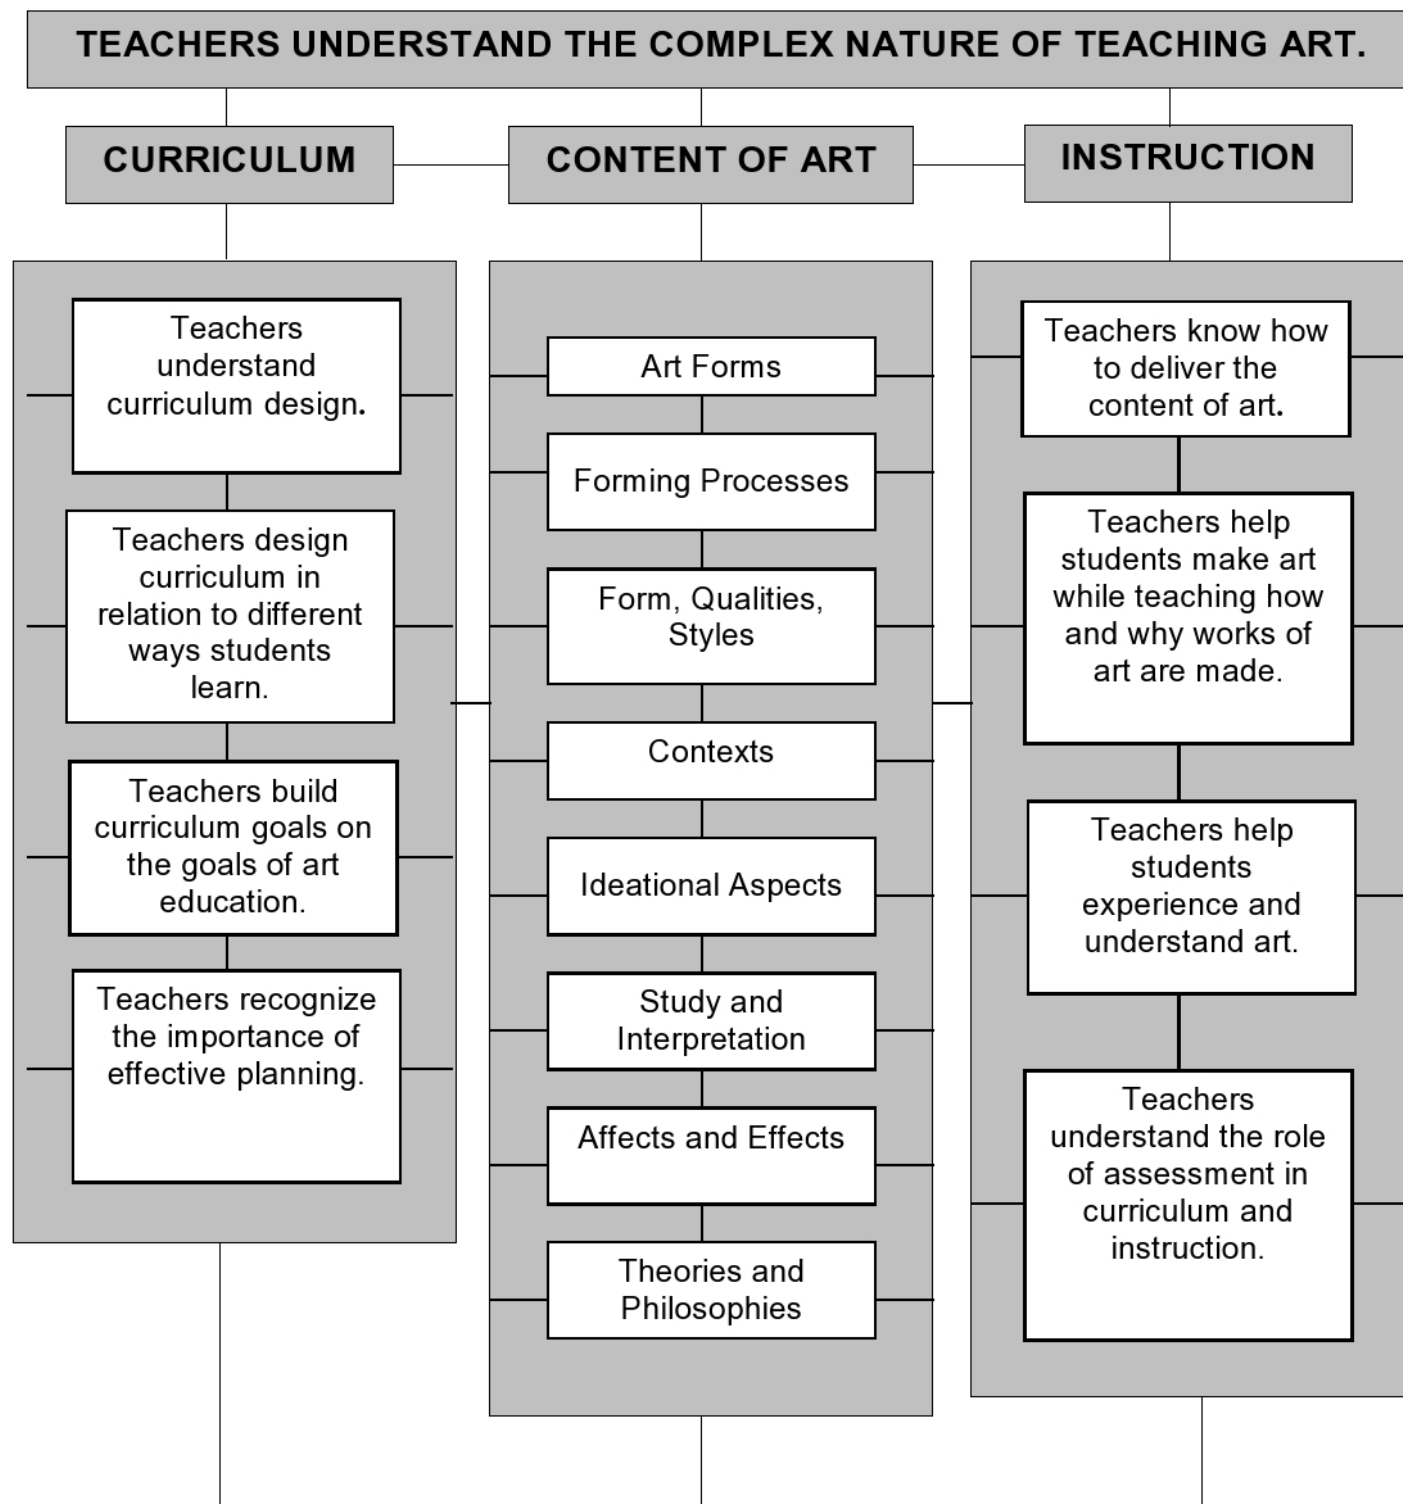 TEACHERS UNDERSTAND THE COMPLEX NATURE OF TEACHING ART.
CURRICULUM
CONTENT OF ART
INSTRUCTION
Teachers
understand
curriculum design.
Teachers design
curriculum in
relation to different
ways students
learn.
Teachers build
curriculum goals on
the goals of art
education.
Teachers recognize
the importance of
effective planning.
Art Forms
Forming Processes
Form, Qualities,
Styles
Contexts
Ideational Aspects
Study and
Interpretation
Affects and Effects
Theories and
Philosophies
Teachers know how
to deliver the
content of art.
Teachers help
students make art
while teaching how
and why works of
art are made.
Teachers help
students
experience and
understand art.
Teachers
understand the role
of assessment in
curriculum and
instruction.